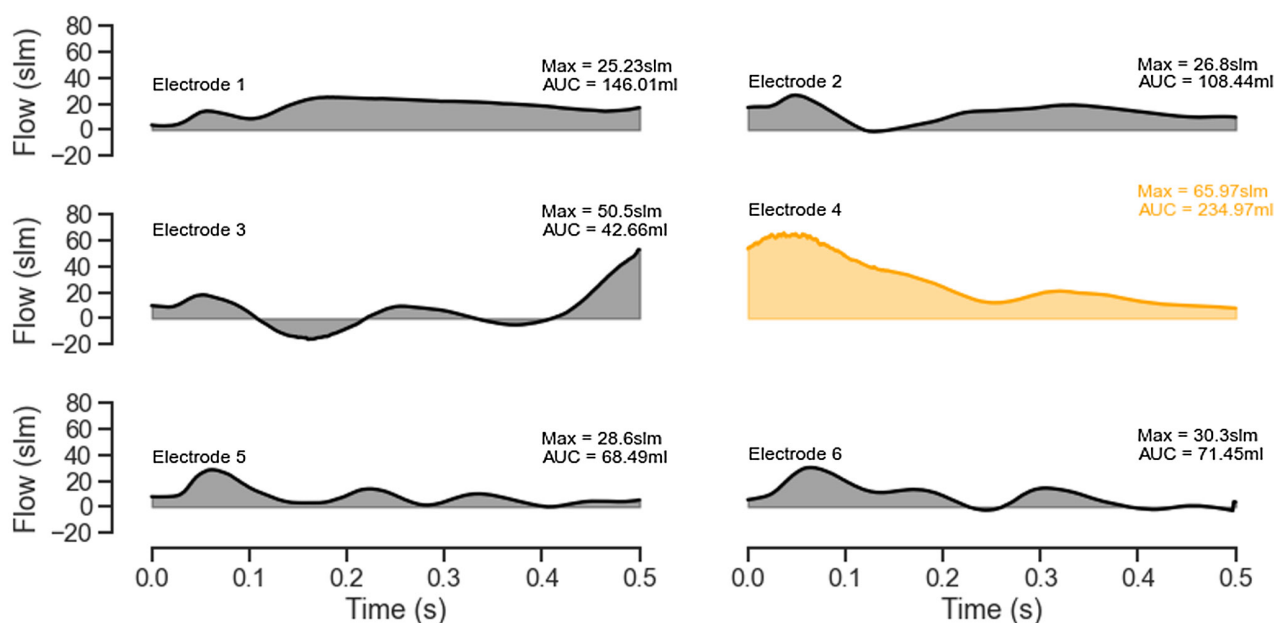 Flow (slm)
80
60
40
20
0
−20
Electrode 1
Max = 25.23slm
AUC = 146.01ml
Electrode 2
Max = 26.8slm
AUC = 108.44ml
Flow (slm)
80
60
40
20
0
−20
Electrode 3
Max = 50.5slm
AUC = 42.66ml
Electrode 4
Max = 65.97slm
AUC = 234.97ml
Flow (slm)
80
60
40
20
0
−20
Electrode 5
Max = 28.6slm
AUC = 68.49ml
Electrode 6
Max = 30.3slm
AUC = 71.45ml
0.0 0.1 0.2 0.3 0.4 0.5
Time (s)
0.0 0.1 0.2 0.3 0.4 0.5
Time (s)